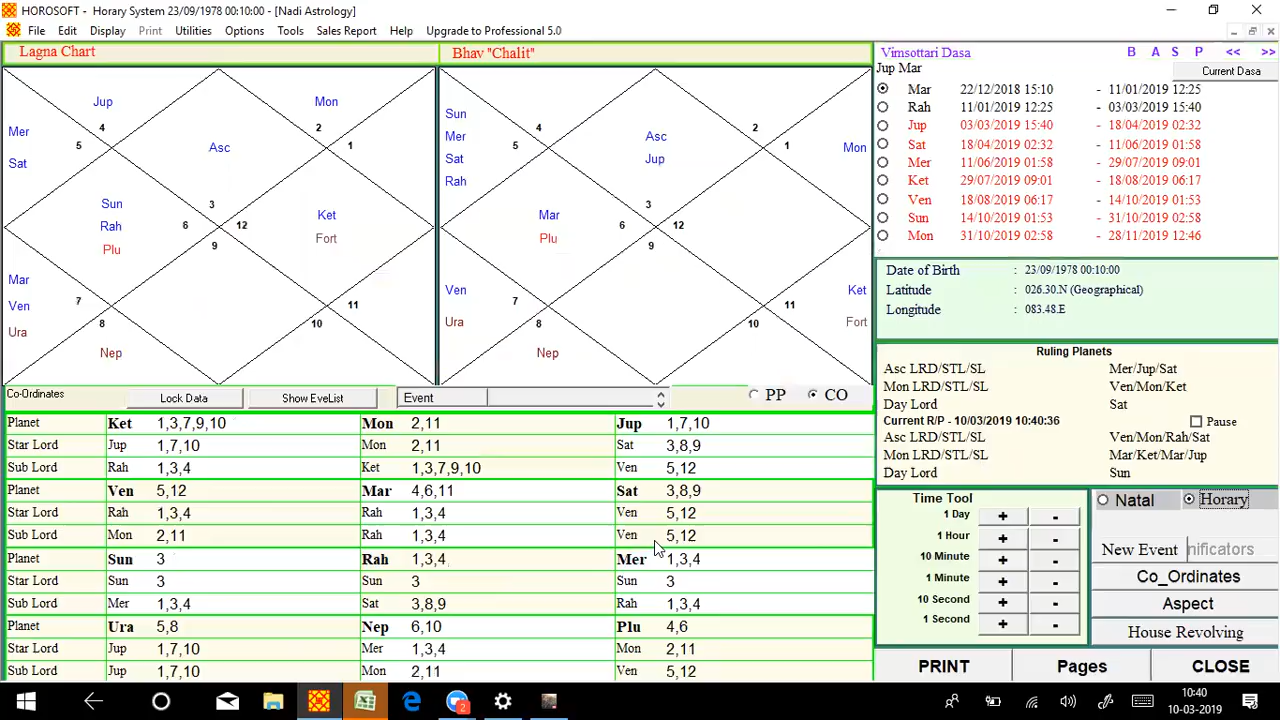 HOROSOFT - Horary System 23/09/1978 00:10:00 - [Nadi Astrology]
File Edit Display Print Utilities Options Tools Sales Report Help Upgrade to Professional 5.0
Lagna Chart
Jup
Mon
4
2
Mer
5
1
Asc
Sat
Sun
3
Ket
Rah
6
12
Fort
Plu
9
Mar
Ven
7
11
Ura
8
10
Nep
Bhav "Chalit"
Sun
4
2
Mer
Asc
5
1
Mon
Sat
Jup
Rah
3
Mar
6
12
Plu
9
Ven
Ket
7
11
Ura
8
10
Fort
Nep
Vimsottari Dasa B A S P << >>
Jup Mar Current Dasa
Mar 22/12/2018 15:10 - 11/01/2019 12:25
Rah 11/01/2019 12:25 - 03/03/2019 15:40
Jup 03/03/2019 15:40 - 18/04/2019 02:32
Sat 18/04/2019 02:32 - 11/06/2019 01:58
Mer 11/06/2019 01:58 - 29/07/2019 09:01
Ket 29/07/2019 09:01 - 18/08/2019 06:17
Ven 18/08/2019 06:17 - 14/10/2019 01:53
Sun 14/10/2019 01:53 - 31/10/2019 02:58
Mon 31/10/2019 02:58 - 28/11/2019 12:46
Date of Birth : 23/09/1978 00:10:00
Latitude : 026.30.N (Geographical)
Longitude : 083.48.E
Ruling Planets
Asc LRD/STL/SL Mer/Jup/Sat
Mon LRD/STL/SL Ven/Mon/Ket
Day Lord Sat
Current R/P - 10/03/2019 10:40:36 Pause
Asc LRD/STL/SL Ven/Mon/Rah/Sat
Mon LRD/STL/SL Mar/Ket/Mar/Jup
Day Lord Sun
Co-Ordinates Lock Data Show EveList Event PP CO
Planet Ket 1,3,7,9,10 Mon 2,11 Jup 1,7,10
Star Lord Jup 1,7,10 Mon 2,11 Sat 3,8,9
Sub Lord Rah 1,3,4 Ket 1,3,7,9,10 Ven 5,12
Planet Ven 5,12 Mar 4,6,11 Sat 3,8,9
Star Lord Rah 1,3,4 Rah 1,3,4 Ven 5,12
Sub Lord Mon 2,11 Rah 1,3,4 Ven 5,12
Planet Sun 3 Rah 1,3,4 Mer 1,3,4
Star Lord Sun 3 Sun 3 Sun 3
Sub Lord Mer 1,3,4 Sat 3,8,9 Rah 1,3,4
Planet Ura 5,8 Nep 6,10 Plu 4,6
Star Lord Jup 1,7,10 Mer 1,3,4 Mon 2,11
Sub Lord Jup 1,7,10 Mon 2,11 Ven 5,12
Time Tool
1 Day + -
1 Hour + -
10 Minute + -
1 Minute + -
10 Second + -
1 Second + -
Natal Horary
New Event nificators
Co_Ordinates
Aspect
House Revolving
PRINT Pages CLOSE
2
10:40
10-03-2019